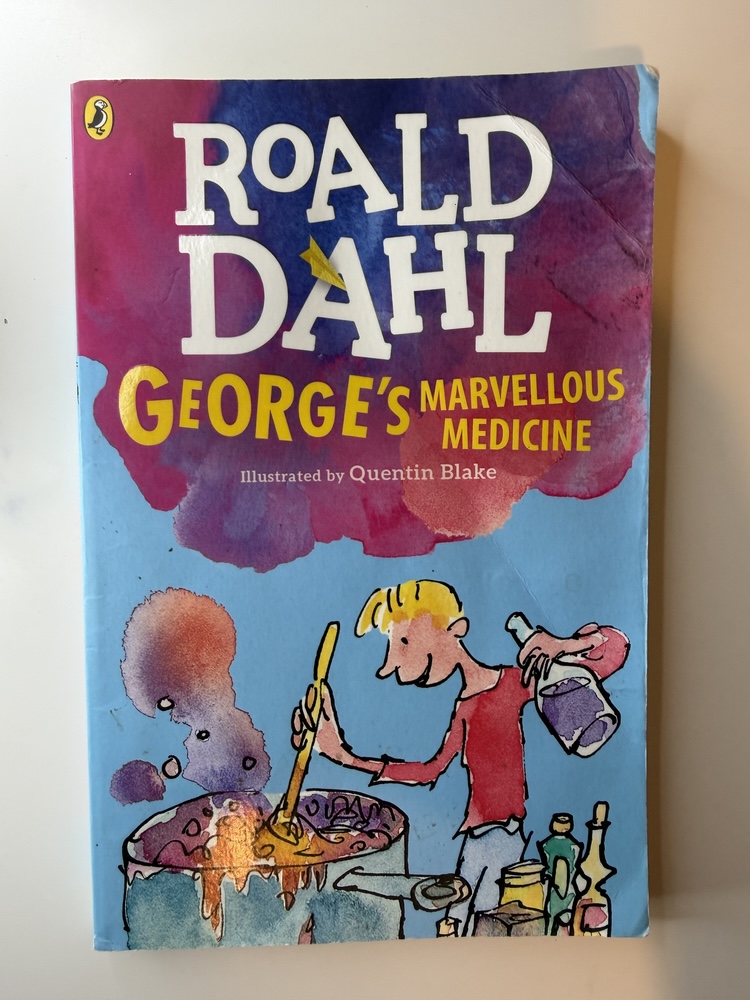 ROALD
DAHL
GEORGE'S MARVELLOUS
MEDICINE
Illustrated by Quentin Blake